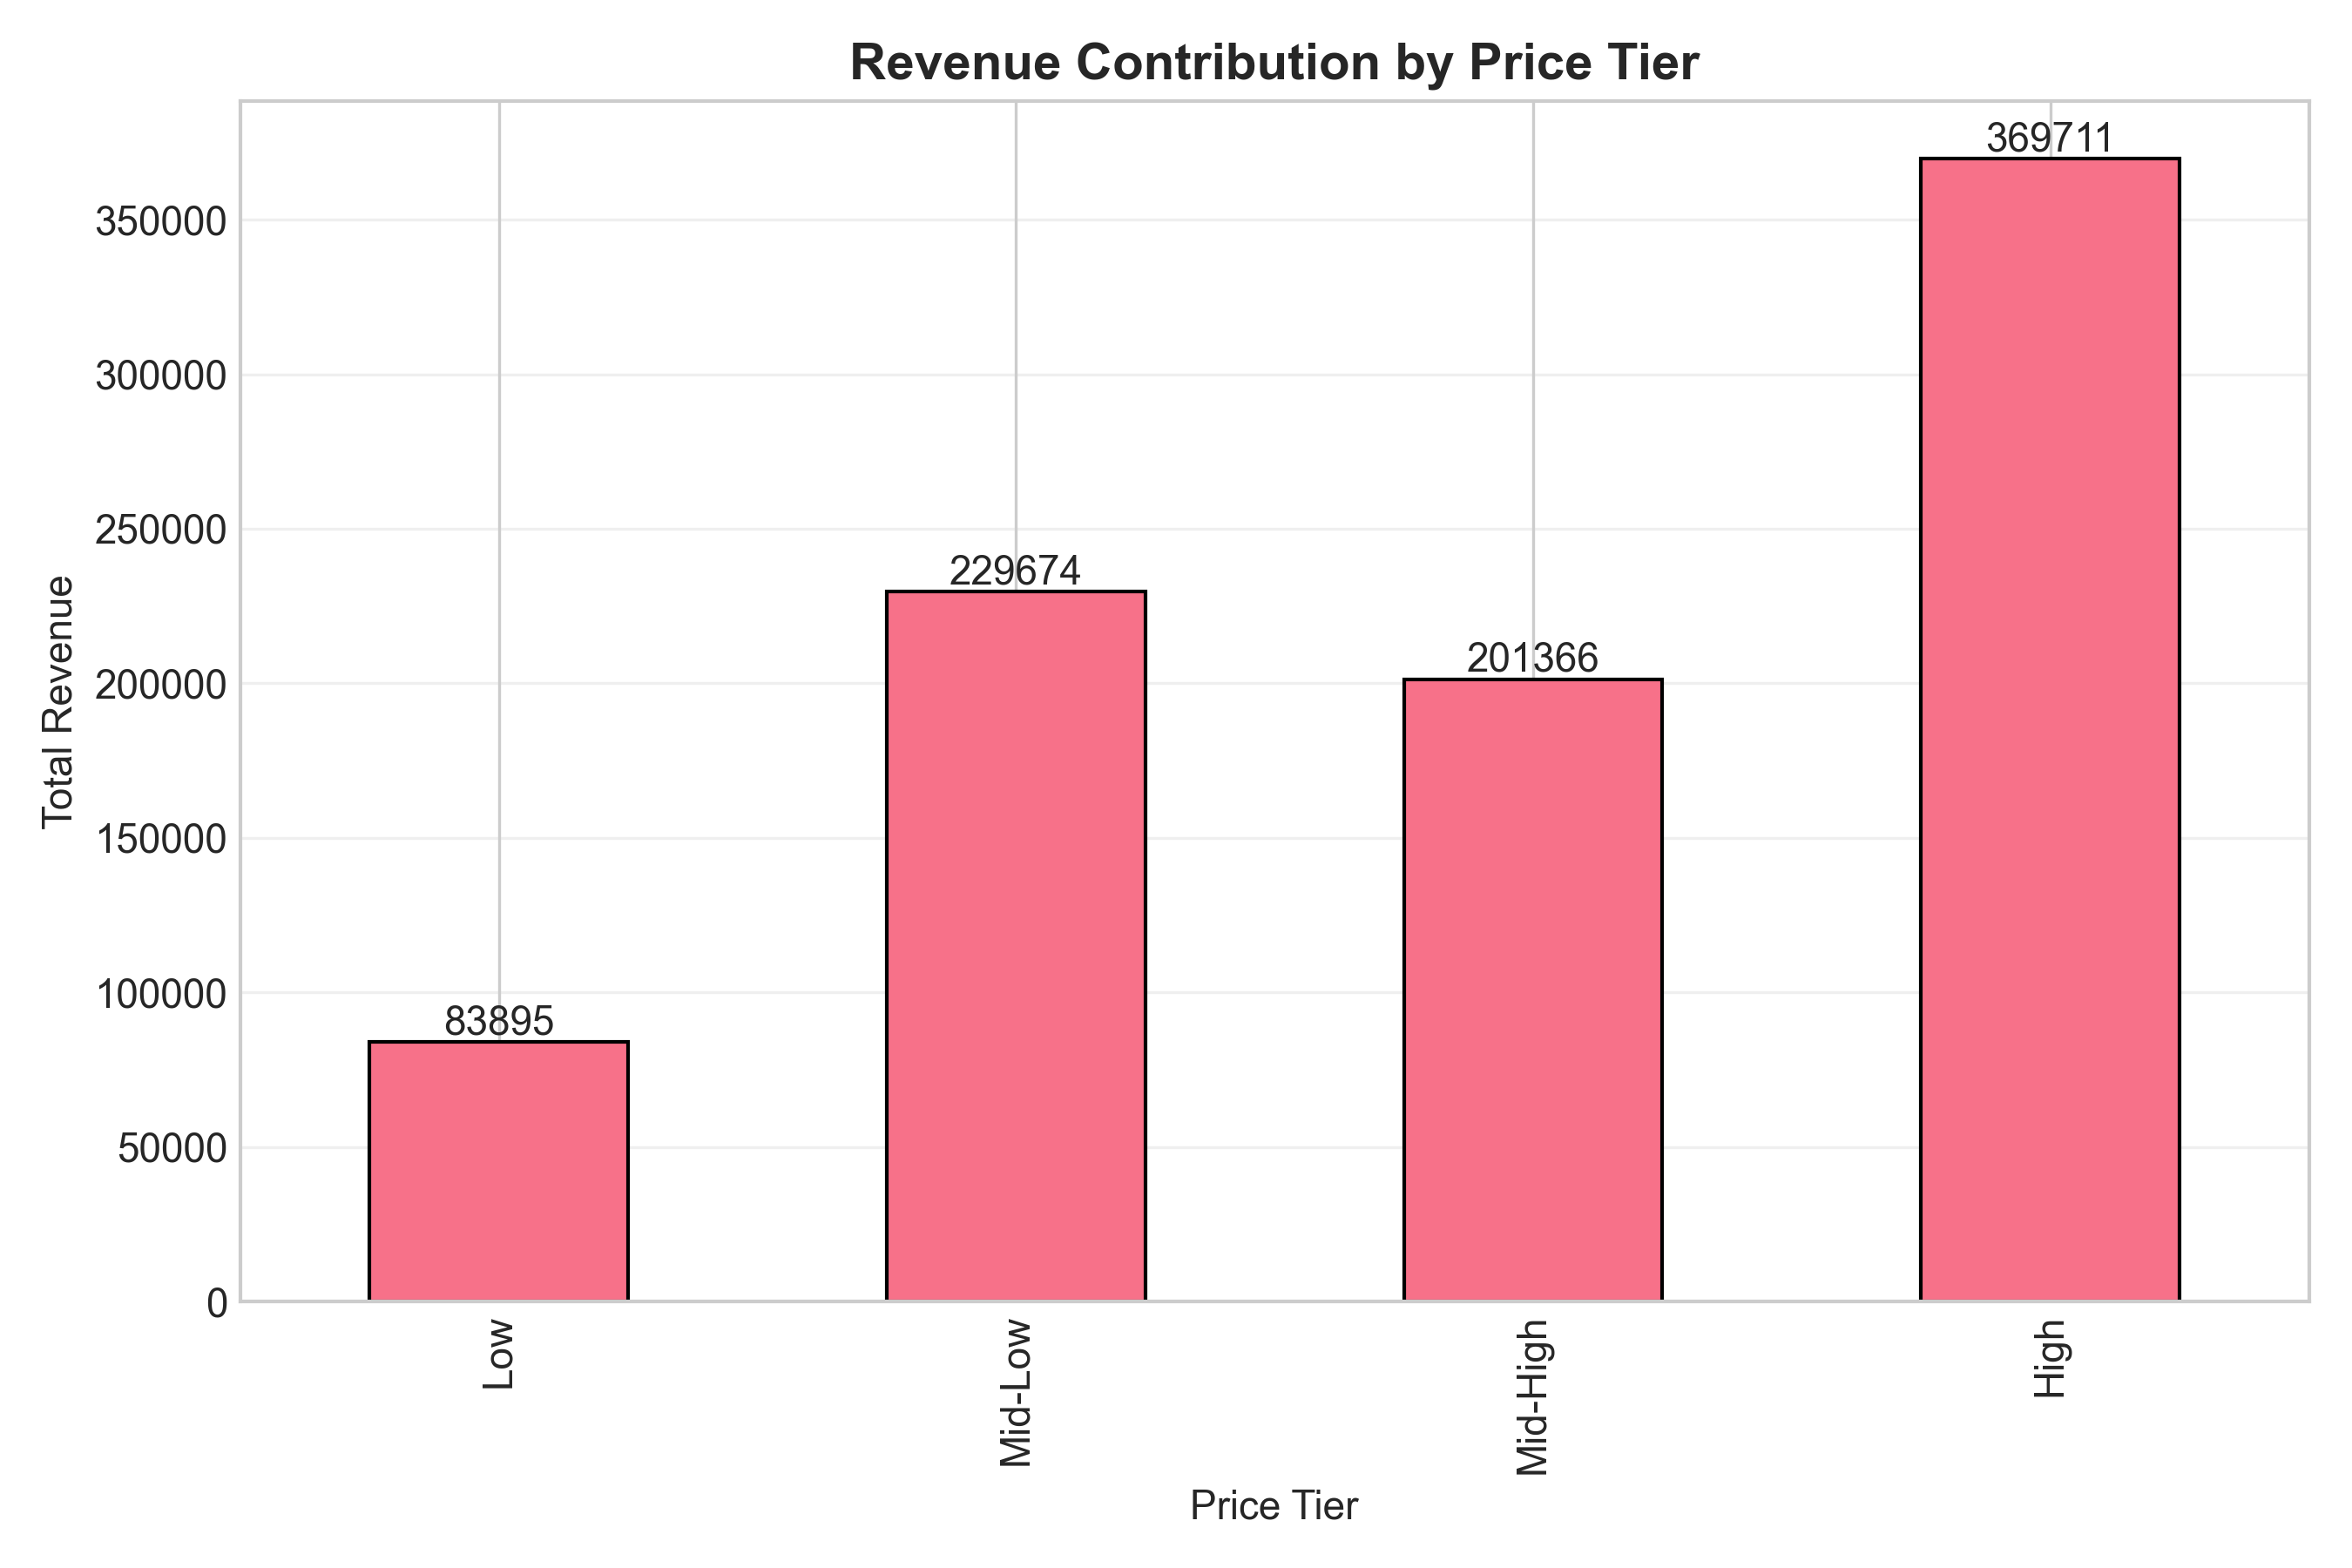 Revenue Contribution by Price Tier
Total Revenue
350000
300000
250000
200000
150000
100000
50000
0
83895
229674
201366
369711
Low
Mid-Low
Mid-High
High
Price Tier